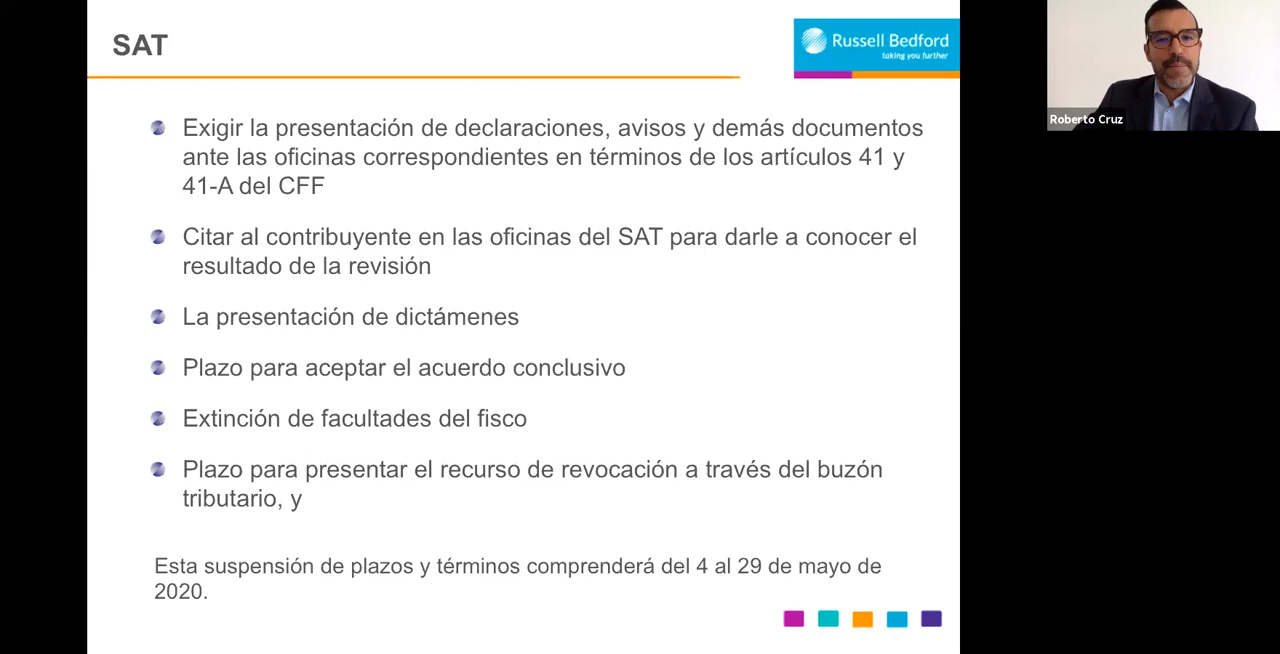 SAT
Russell Bedford
taking you further
Roberto Cruz
Exigir la presentación de declaraciones, avisos y demás documentos
ante las oficinas correspondientes en términos de los artículos 41 y
41-A del CFF
Citar al contribuyente en las oficinas del SAT para darle a conocer el
resultado de la revisión
La presentación de dictámenes
Plazo para aceptar el acuerdo conclusivo
Extinción de facultades del fisco
Plazo para presentar el recurso de revocación a través del buzón
tributario, y
Esta suspensión de plazos y términos comprenderá del 4 al 29 de mayo de
2020.